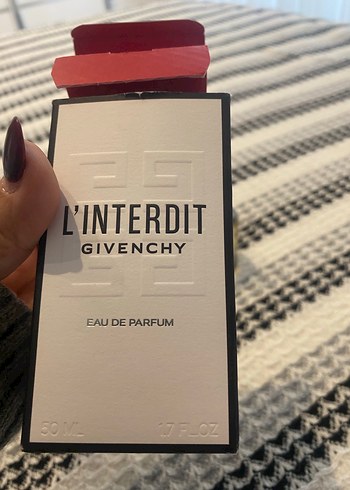 L'INTERDIT
GIVENCHY
EAU DE PARFUM
50 ML 1.7 FL.OZ